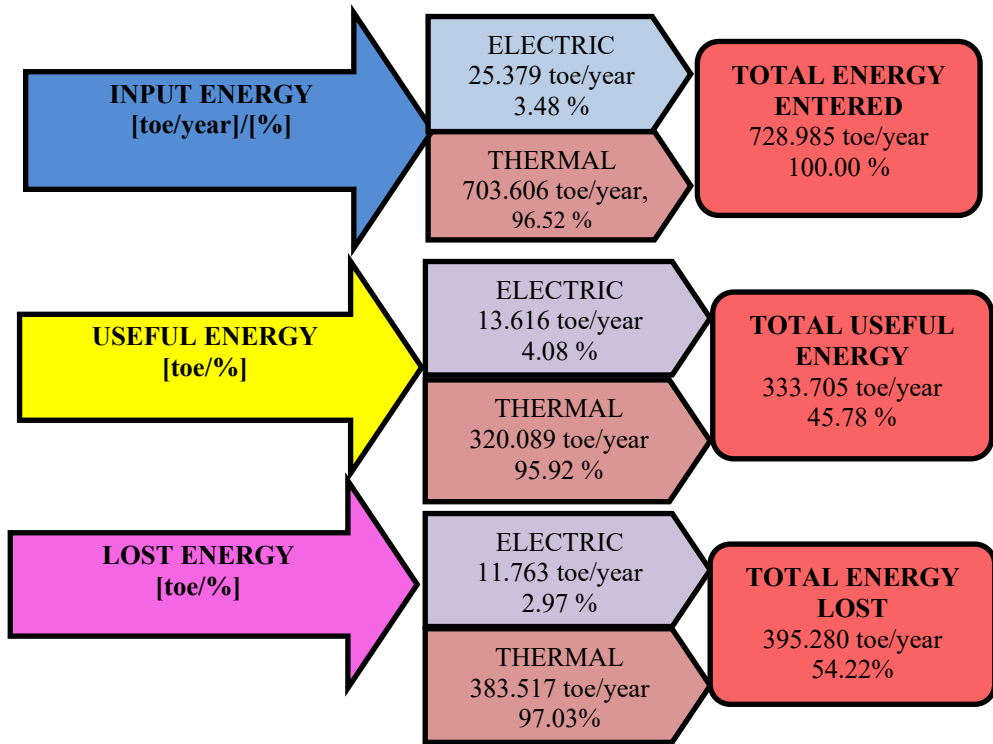 INPUT ENERGY
[toe/year]/[%]
ELECTRIC
25.379 toe/year
3.48 %
THERMAL
703.606 toe/year,
96.52 %
TOTAL ENERGY
ENTERED
728.985 toe/year
100.00 %
USEFUL ENERGY
[toe/%]
ELECTRIC
13.616 toe/year
4.08 %
THERMAL
320.089 toe/year
95.92 %
TOTAL USEFUL
ENERGY
333.705 toe/year
45.78 %
LOST ENERGY
[toe/%]
ELECTRIC
11.763 toe/year
2.97 %
THERMAL
383.517 toe/year
97.03%
TOTAL ENERGY
LOST
395.280 toe/year
54.22%